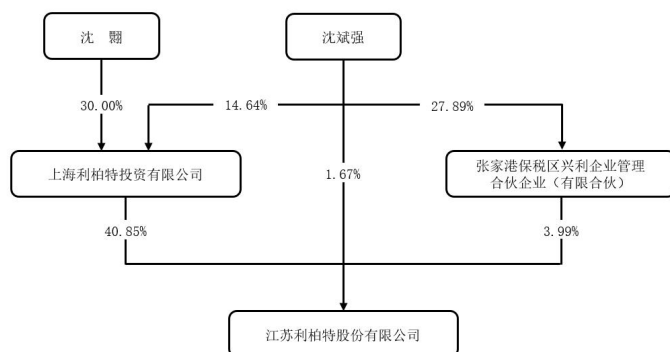 沈 翾
沈斌强
30.00%
14.64%
27.89%
上海利柏特投资有限公司
1.67%
张家港保税区兴利企业管理
合伙企业（有限合伙）
40.85%
3.99%
江苏利柏特股份有限公司